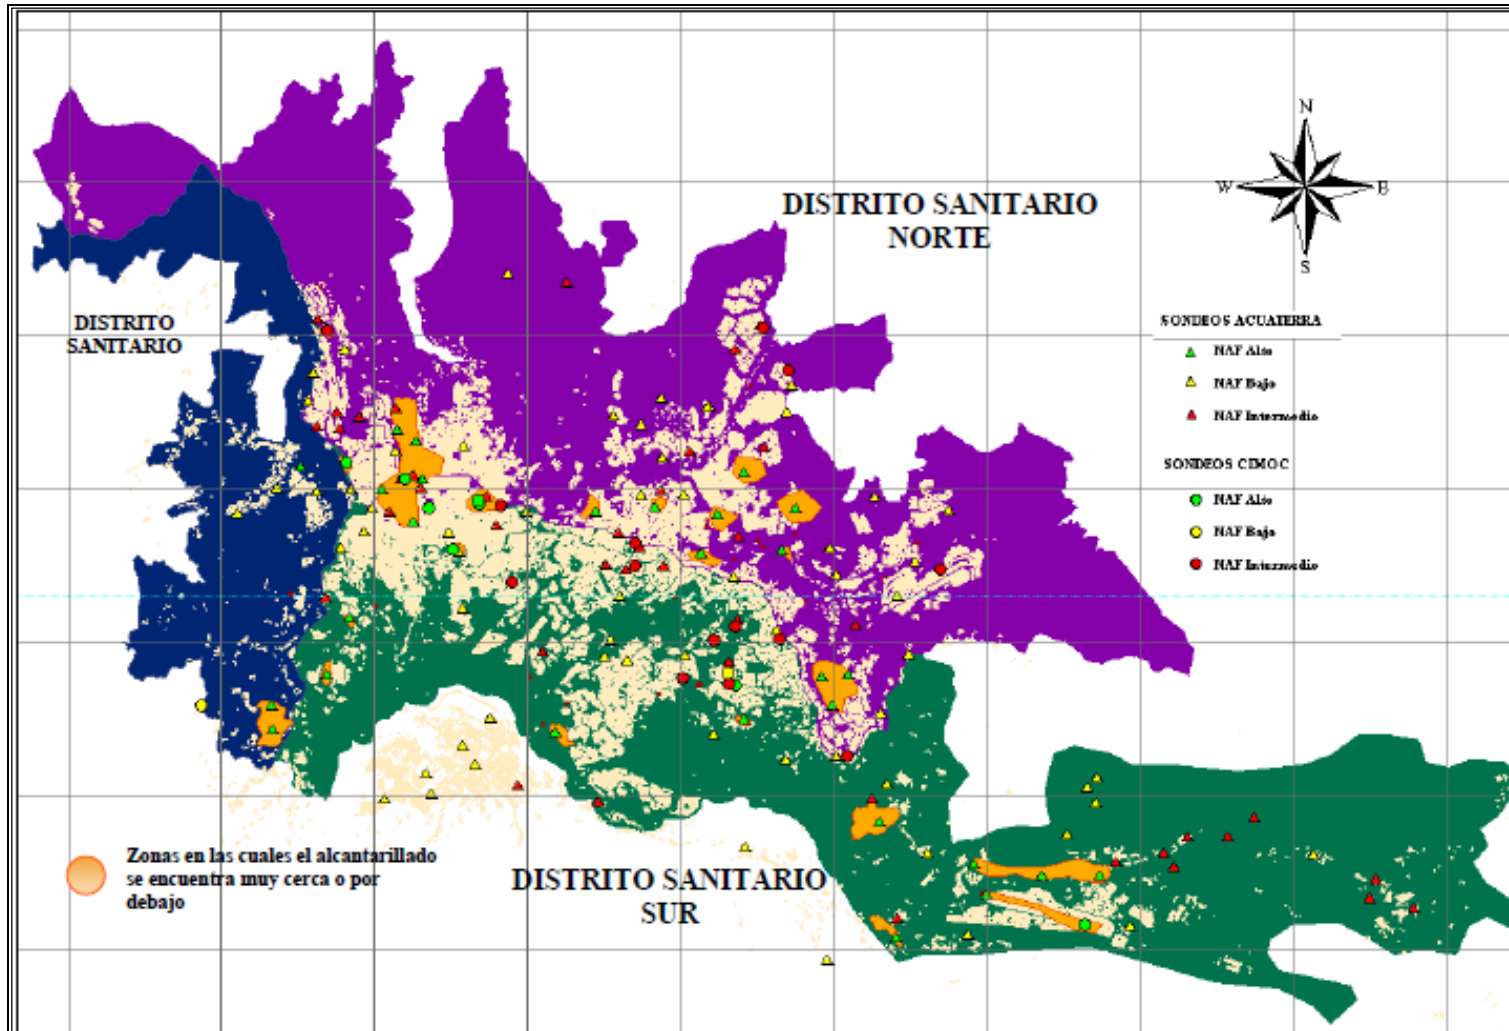 N
W
E
S
DISTRITO SANITARIO
NORTE
DISTRITO
SANITARIO
SONDEOS ACUATERRA
NAF Alto
NAF Bajo
NAF Intermedio
SONDEOS CIMOC
NAF Alto
NAF Bajo
NAF Intermedio
Zonas en las cuales el alcantarillado
se encuentra muy cerca o por
debajo
DISTRITO SANITARIO
SUR